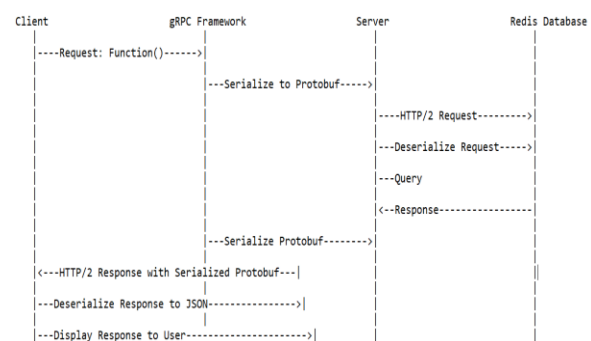 Client gRPC Framework Server Redis Database
|----Request: Function()------>|
|---Serialize to Protobuf----->|
|----HTTP/2 Request--------->|
|---Deserialize Request----->|
|---Query
|<--Response----------------|
|---Serialize Protobuf-------->|
|<---HTTP/2 Response with Serialized Protobuf---|
|---Deserialize Response to JSON---------------->|
|---Display Response to User----------------------->|